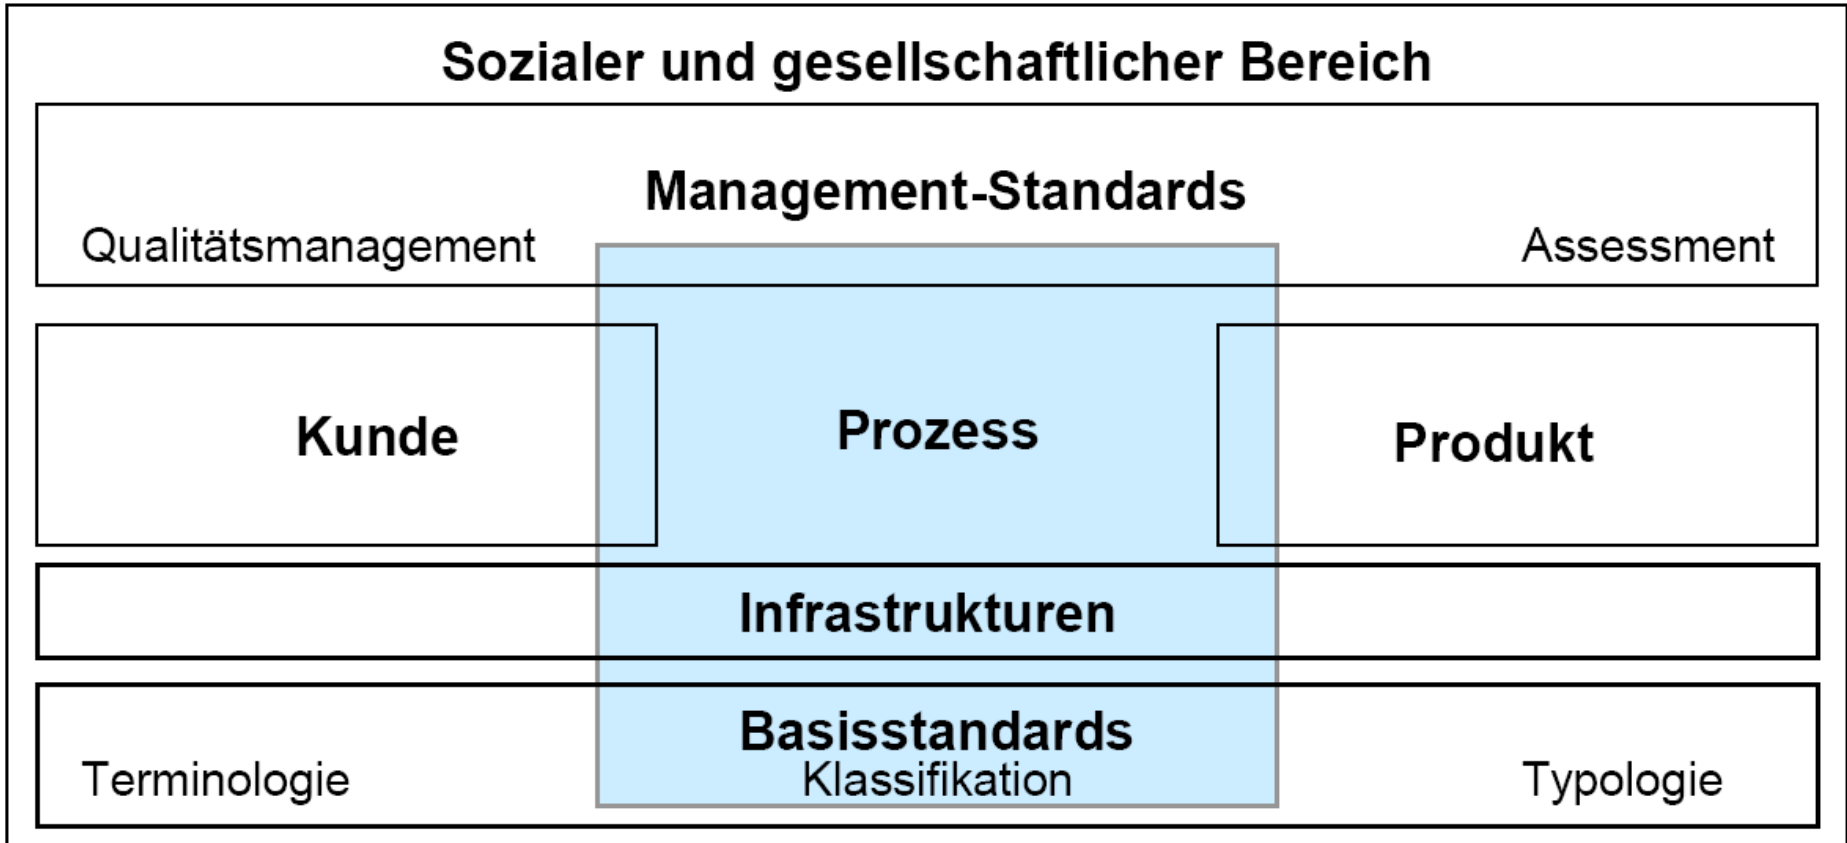 Sozialer und gesellschaftlicher Bereich
Management-Standards
Qualitätsmanagement
Assessment
Kunde
Prozess
Produkt
Infrastrukturen
Basisstandards
Terminologie
Klassifikation
Typologie